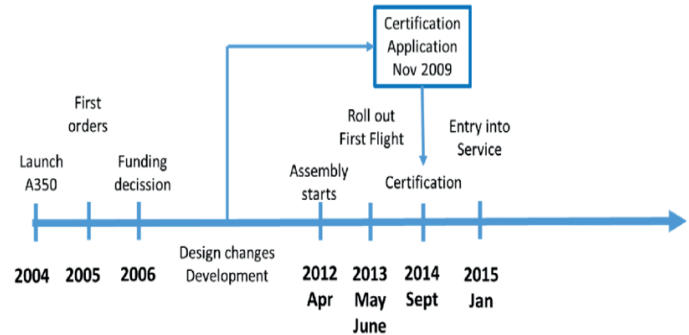 Certification
Application
Nov 2009
First
orders
Roll out
First Flight
Entry into
Service
Launch
A350
Funding
decission
Assembly
starts
Certification
Design changes
Development
2004
2005
2006
2012
Apr
2013
May
June
2014
Sept
2015
Jan